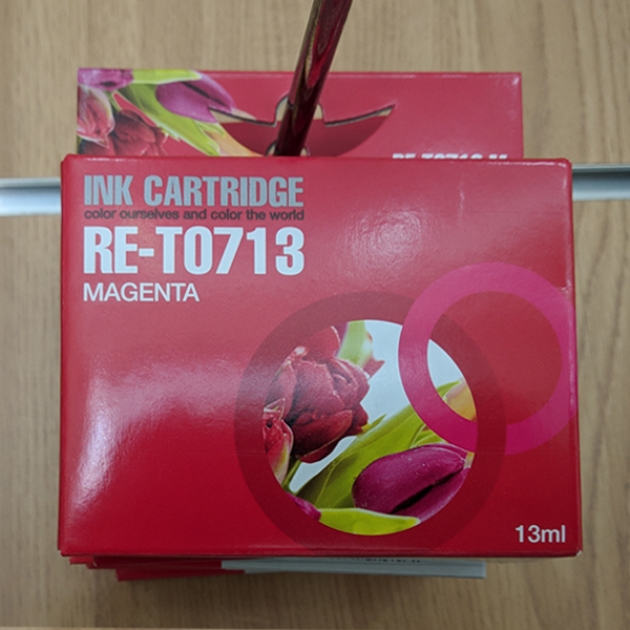 INK CARTRIDGE
color ourselves and color the world
RE-T0713
MAGENTA
13ml